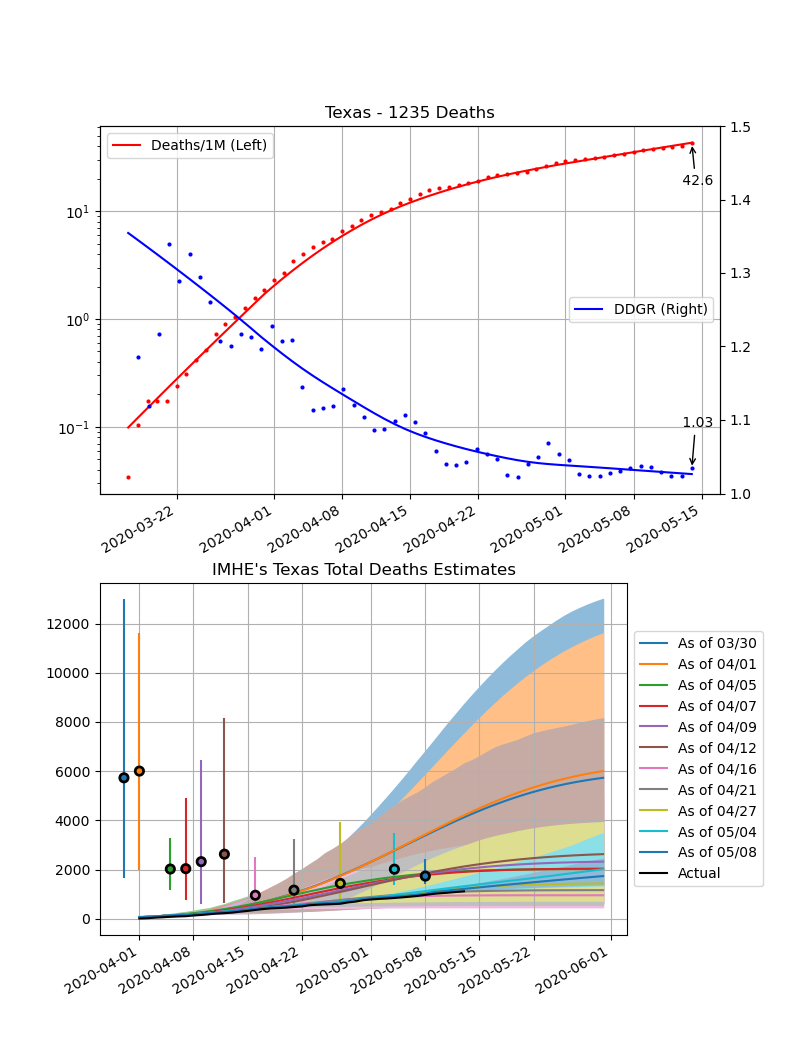 Texas - 1235 Deaths
Deaths/1M (Left)
DDGR (Right)
42.6
1.03
10¹
10⁰
10⁻¹
1.5
1.4
1.3
1.2
1.1
1.0
2020-03-22
2020-04-01
2020-04-08
2020-04-15
2020-04-22
2020-05-01
2020-05-08
2020-05-15
IMHE's Texas Total Deaths Estimates
12000
10000
8000
6000
4000
2000
0
2020-04-01
2020-04-08
2020-04-15
2020-04-22
2020-05-01
2020-05-08
2020-05-15
2020-05-22
2020-06-01
As of 03/30
As of 04/01
As of 04/05
As of 04/07
As of 04/09
As of 04/12
As of 04/16
As of 04/21
As of 04/27
As of 05/04
As of 05/08
Actual